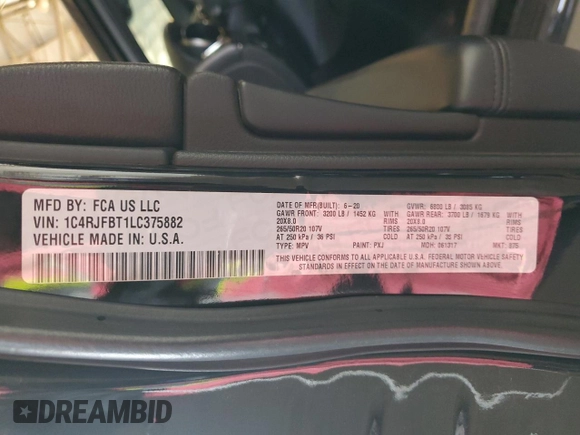 MFD BY: FCA US LLC
VIN: 1C4RJFBT1LC375882
VEHICLE MADE IN: U.S.A.
DATE OF MFR(BUILT): 6-20
GVWR: 6800 LB / 3085 KG
GAWR FRONT: 3200 LB / 1452 KG WITH
GAWR REAR: 3700 LB / 1678 KG WITH
20X8.0 RIMS
20X8.0 RIMS
265/50R20 107V TIRES
265/50R20 107V TIRES
AT 250 kPa / 36 PSI COLD
AT 250 kPa / 36 PSI COLD
TYPE: MPV PAINT: PXJ MDH: 061217
THIS VEHICLE CONFORMS TO ALL APPLICABLE U.S.A. FEDERAL MOTOR VEHICLE SAFETY
STANDARDS IN EFFECT ON THE DATE OF MANUFACTURE SHOWN ABOVE.
DREAMBID